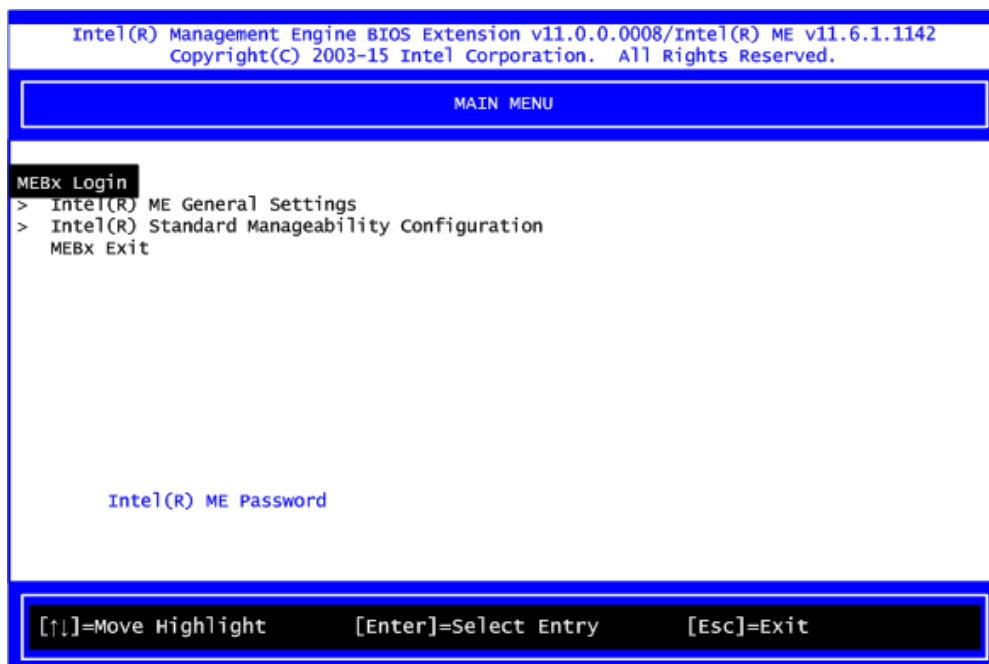 Intel(R) Management Engine BIOS Extension v11.0.0.0008/Intel(R) ME v11.6.1.1142
Copyright(C) 2003-15 Intel Corporation. All Rights Reserved.
MAIN MENU
MEBx Login
> Intel(R) ME General Settings
> Intel(R) Standard Manageability Configuration
MEBx Exit
Intel(R) ME Password
[↑↓]=Move Highlight [Enter]=Select Entry [Esc]=Exit